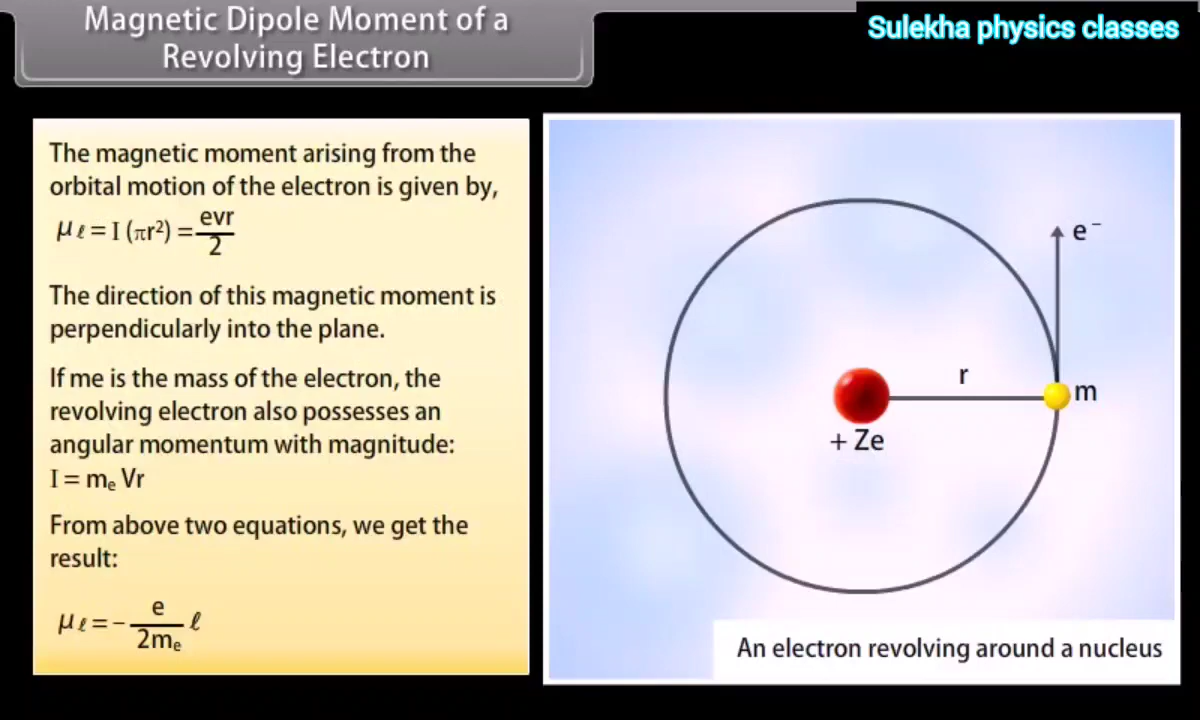 Magnetic Dipole Moment of a
Revolving Electron
Sulekha physics classes
The magnetic moment arising from the
orbital motion of the electron is given by,
μ ℓ = I (πr²) = evr/2
The direction of this magnetic moment is
perpendicularly into the plane.
If me is the mass of the electron, the
revolving electron also possesses an
angular momentum with magnitude:
I = mₑ Vr
From above two equations, we get the
result:
μ ℓ = - e/2mₑ ℓ
e⁻
r
m
+ Ze
An electron revolving around a nucleus